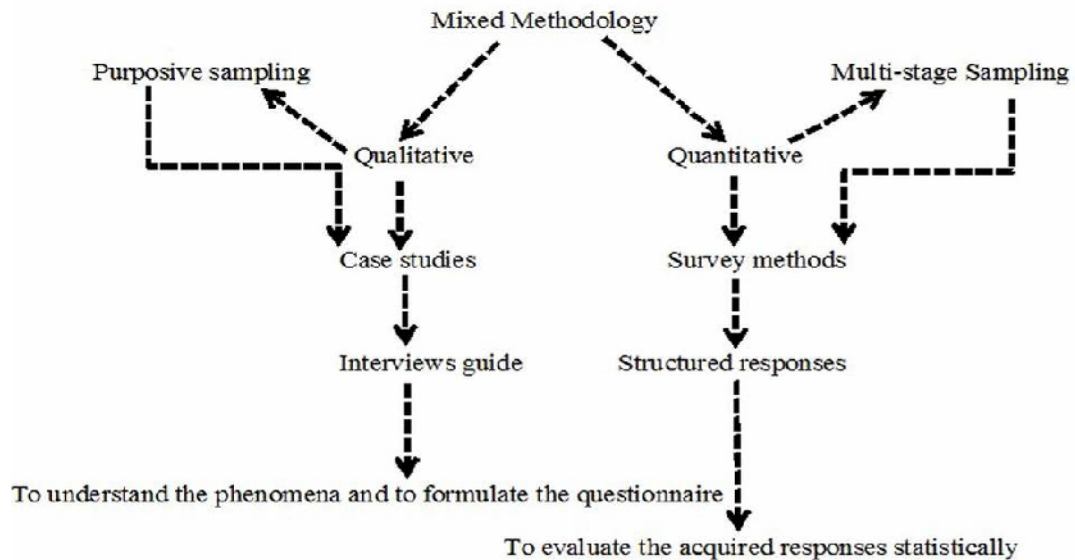 Mixed Methodology
Purposive sampling
Multi-stage Sampling
Qualitative
Quantitative
Case studies
Survey methods
Interviews guide
Structured responses
To understand the phenomena and to formulate the questionnaire
To evaluate the acquired responses statistically